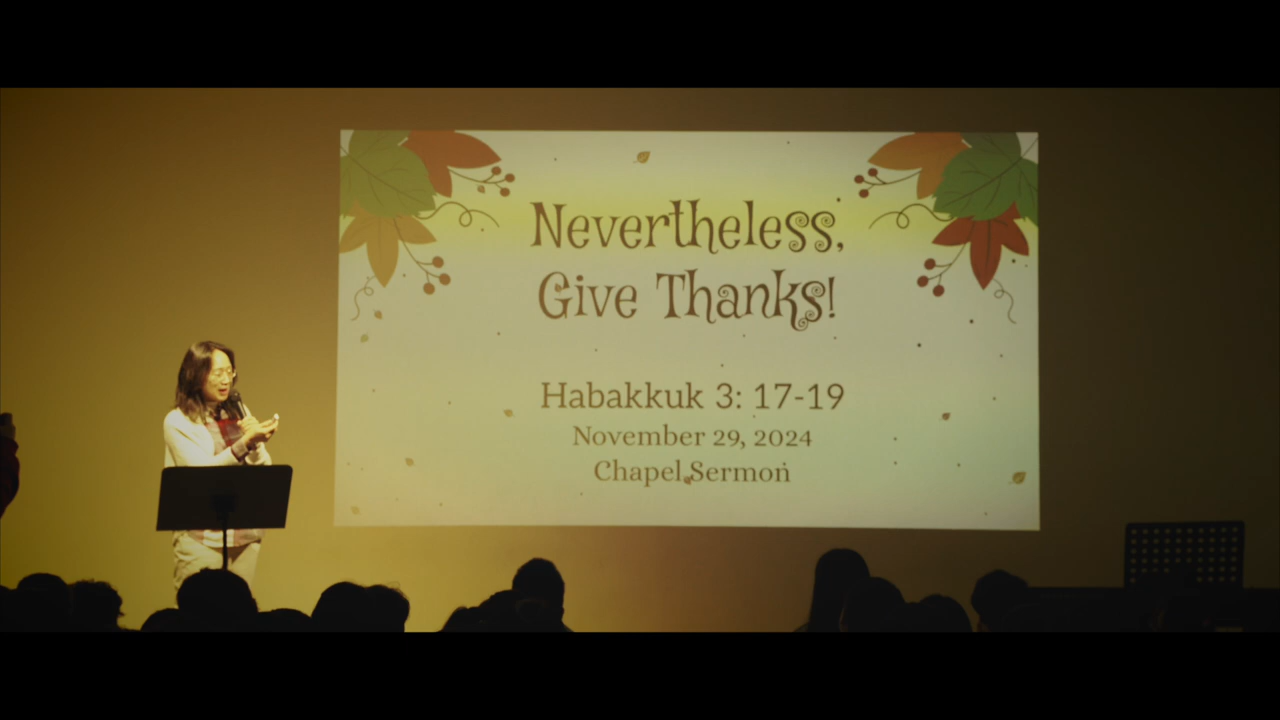 Nevertheless,
Give Thanks!
Habakkuk 3: 17-19
November 29, 2024
Chapel Sermon